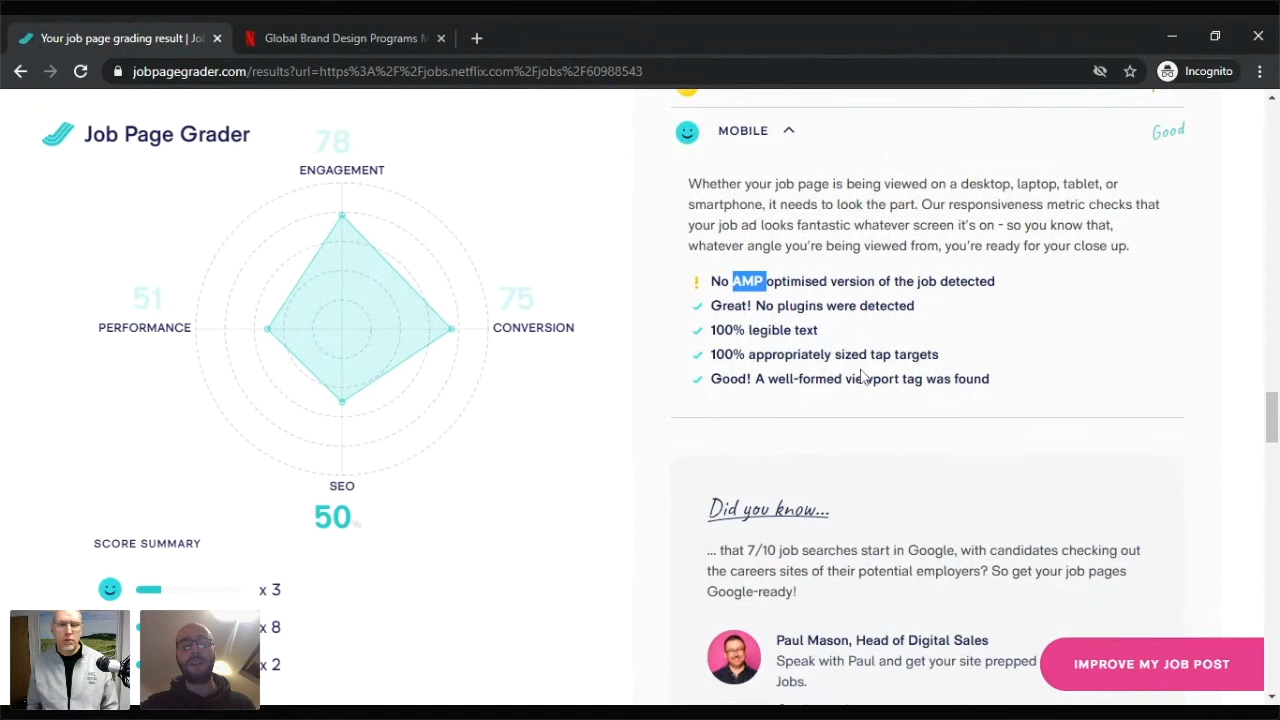 Your job page grading result | Jo
Global Brand Design Programs M
jobpagegrader.com/results?url=https%3A%2F%2Fjobs.netflix.com%2Fjobs%2F60988543
Incognito
Job Page Grader
78
ENGAGEMENT
51
PERFORMANCE
75
CONVERSION
SEO
50%
SCORE SUMMARY
x 3
x 8
x 2
MOBILE
Good
Whether your job page is being viewed on a desktop, laptop, tablet, or
smartphone, it needs to look the part. Our responsiveness metric checks that
your job ad looks fantastic whatever screen it's on - so you know that,
whatever angle you're being viewed from, you're ready for your close up.
! No AMP optimised version of the job detected
Great! No plugins were detected
100% legible text
100% appropriately sized tap targets
Good! A well-formed viewport tag was found
Did you know...
... that 7/10 job searches start in Google, with candidates checking out
the careers sites of their potential employers? So get your job pages
Google-ready!
Paul Mason, Head of Digital Sales
Speak with Paul and get your site prepped
Jobs.
IMPROVE MY JOB POST